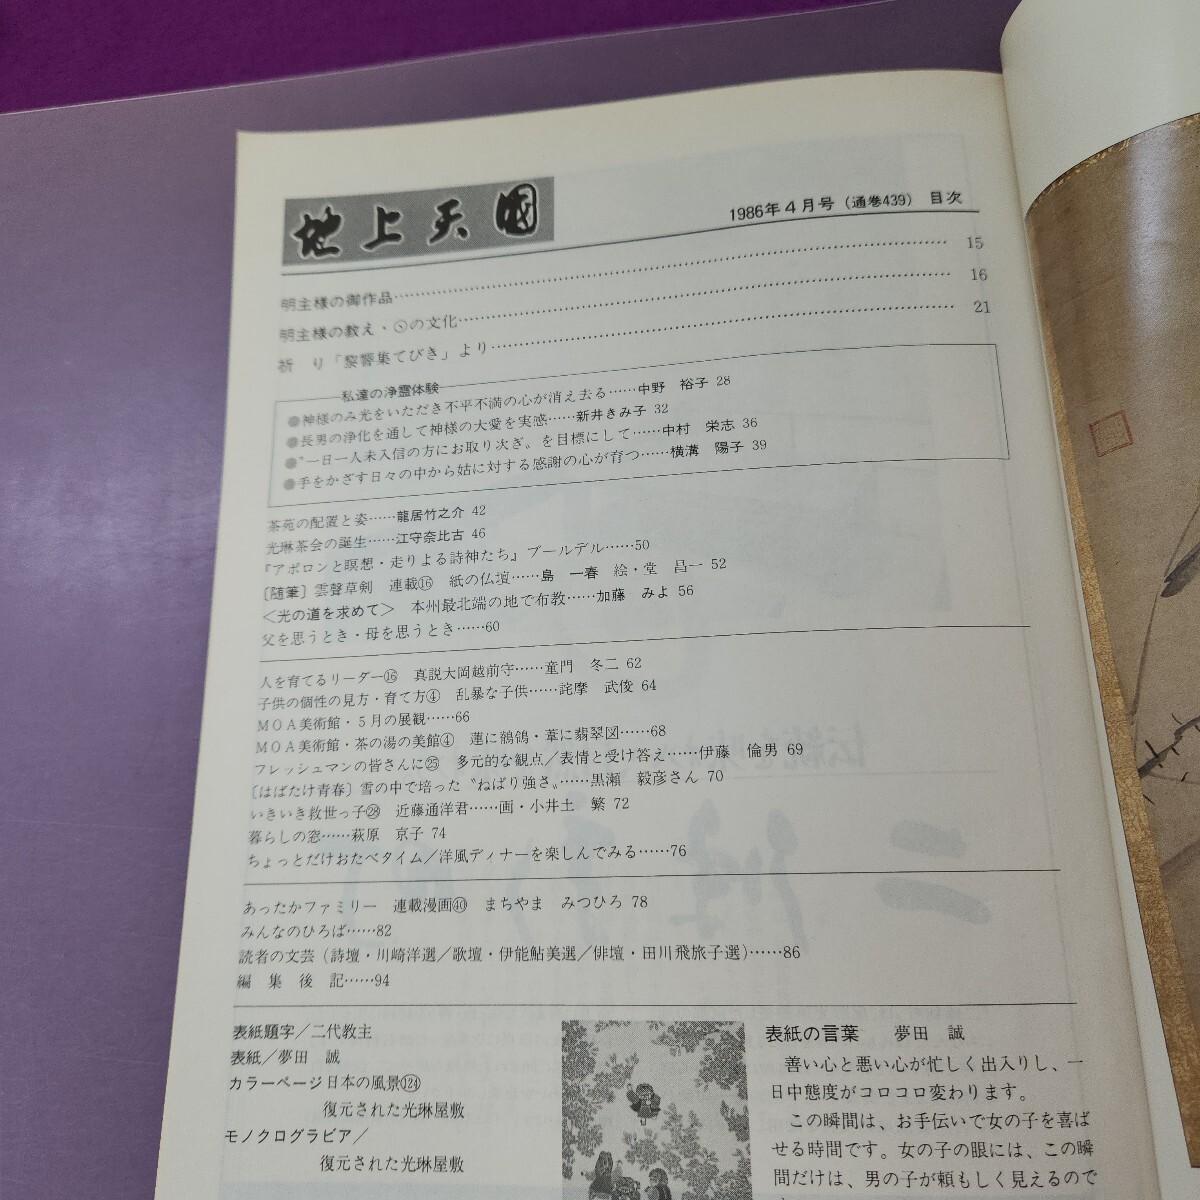 地上天國
1986年4月号(通巻439) 目次
明主様の御作品…………15
明主様の教え・㋨の文化…………16
祈 り「黎響集てびき」より…………21
私達の浄霊体験
●神様のみ光をいただき不平不満の心が消え去る……中野 裕子 28
●長男の浄化を通して神様の大愛を実感……新井きみ子 32
●〝一日一人未入信の方にお取り次ぎ〟を目標にして……中村 栄志 36
●手をかざす日々の中から姑に対する感謝の心が育つ……横溝 陽子 39
茶苑の配置と姿……龍居竹之介 42
光琳茶会の誕生……江守奈比古 46
『アポロンと瞑想・走りよる詩神たち』ブールデル……50
〔随筆〕雲聲草剣 連載⑯ 紙の仏壇……島 一春 絵・堂 昌一 52
<光の道を求めて> 本州最北端の地で布教……加藤 みよ 56
父を思うとき・母を思うとき……60
人を育てるリーダー⑯ 真説大岡越前守……童門 冬二 62
子供の個性の見方・育て方④ 乱暴な子供……詫摩 武俊 64
MOA美術館・5月の展観……66
MOA美術館・茶の湯の美館④ 蓮に鶺鴒・葦に翡翠図……68
フレッシュマンの皆さんに㉕ 多元的な観点/表情と受け答え……伊藤 倫男 69
〔はばたけ青春〕雪の中で培った〝ねばり強さ〟……黒瀬 毅彦さん 70
いきいき救世っ子㉘ 近藤通洋君……画・小井土 繁 72
暮らしの窓……萩原 京子 74
ちょっとだけおたべタイム/洋風ディナーを楽しんでみる……76
あったかファミリー 連載漫画㊵ まちやま みつひろ 78
みんなのひろば……82
読者の文芸(詩壇・川崎洋選/歌壇・伊能鮎美選/俳壇・田川飛旅子選)……86
編 集 後 記……94
表紙題字/二代教主
表紙/夢田 誠
カラーページ 日本の風景(124)
復元された光琳屋敷
モノクログラビア/
復元された光琳屋敷
表紙の言葉 夢田 誠
善い心と悪い心が忙しく出入りし、一
日中態度がコロコロ変わります。
この瞬間は、お手伝いで女の子を喜ば
せる時間です。女の子の眼には、この瞬
間だけは、男の子が頼もしく見えるので